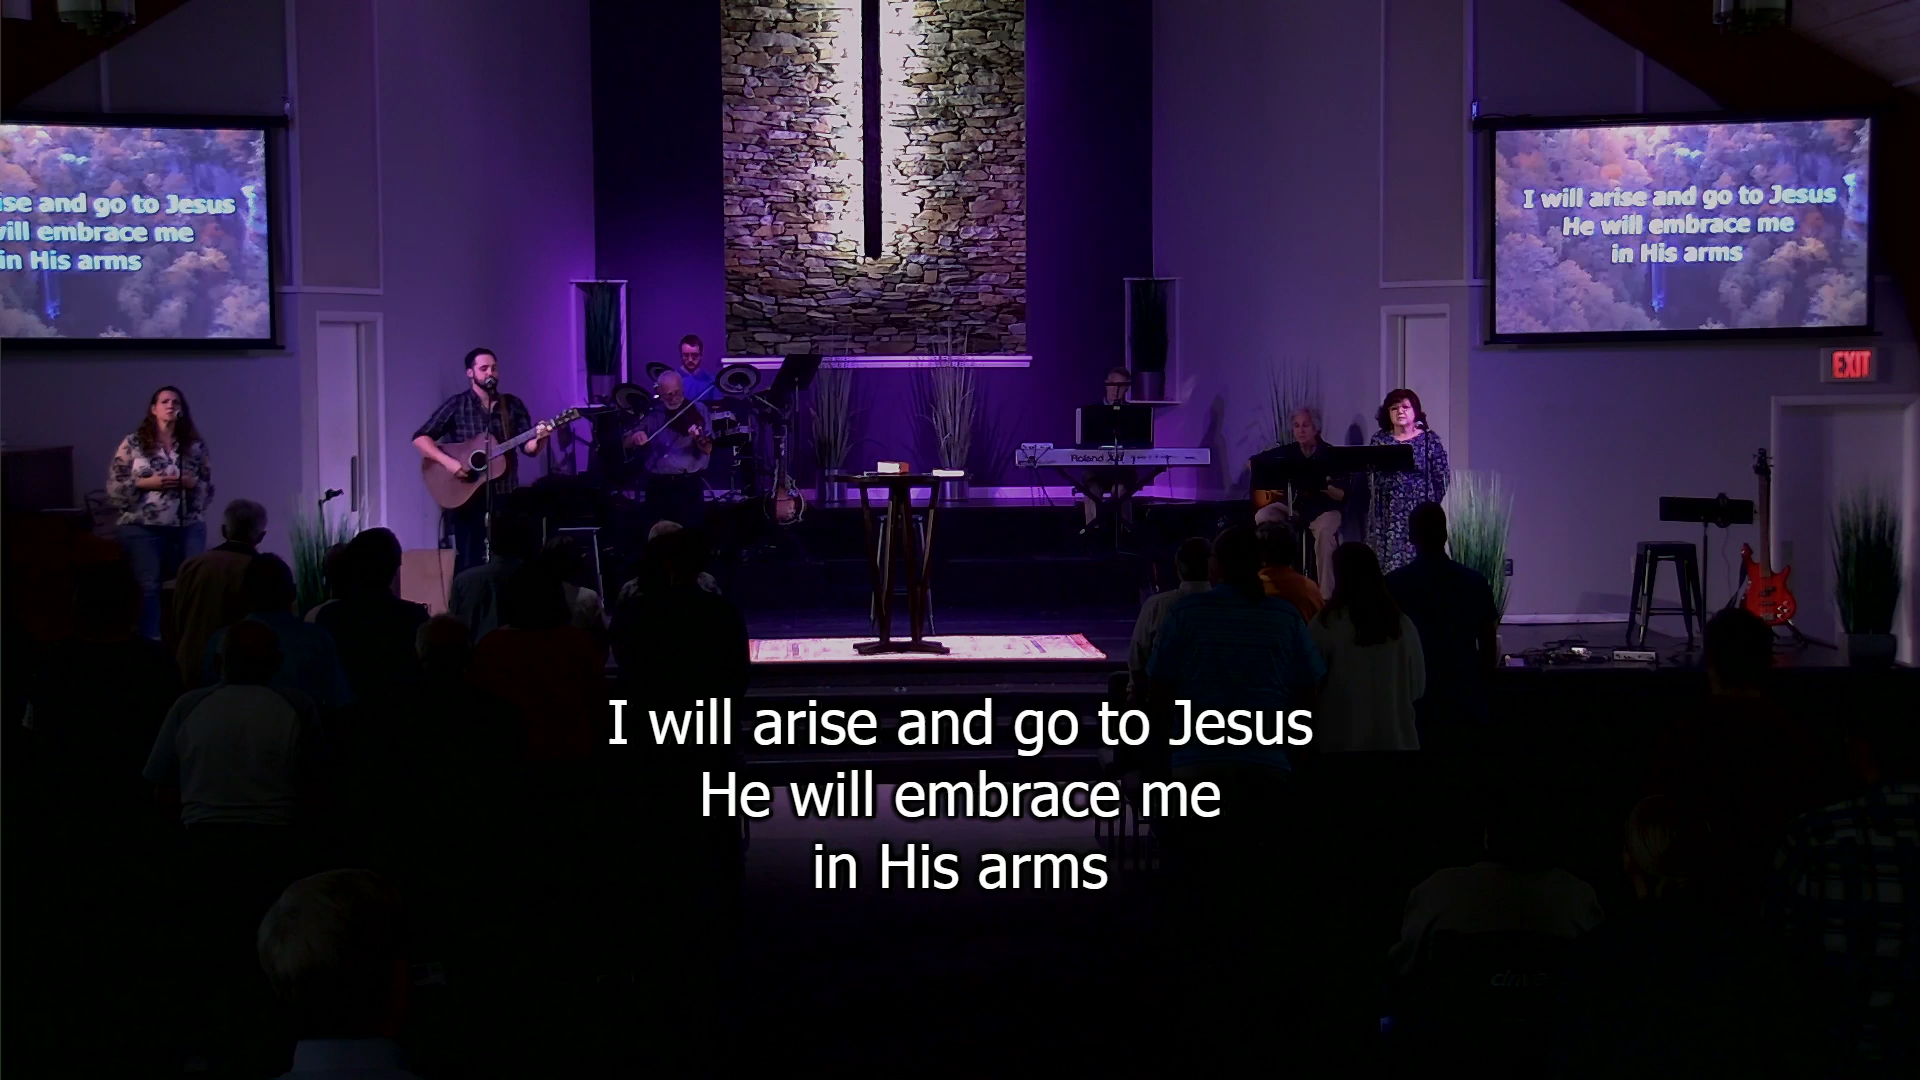 ise and go to Jesus
will embrace me
in His arms
I will arise and go to Jesus
He will embrace me
in His arms
EXIT
Roland
I will arise and go to Jesus
He will embrace me
in His arms